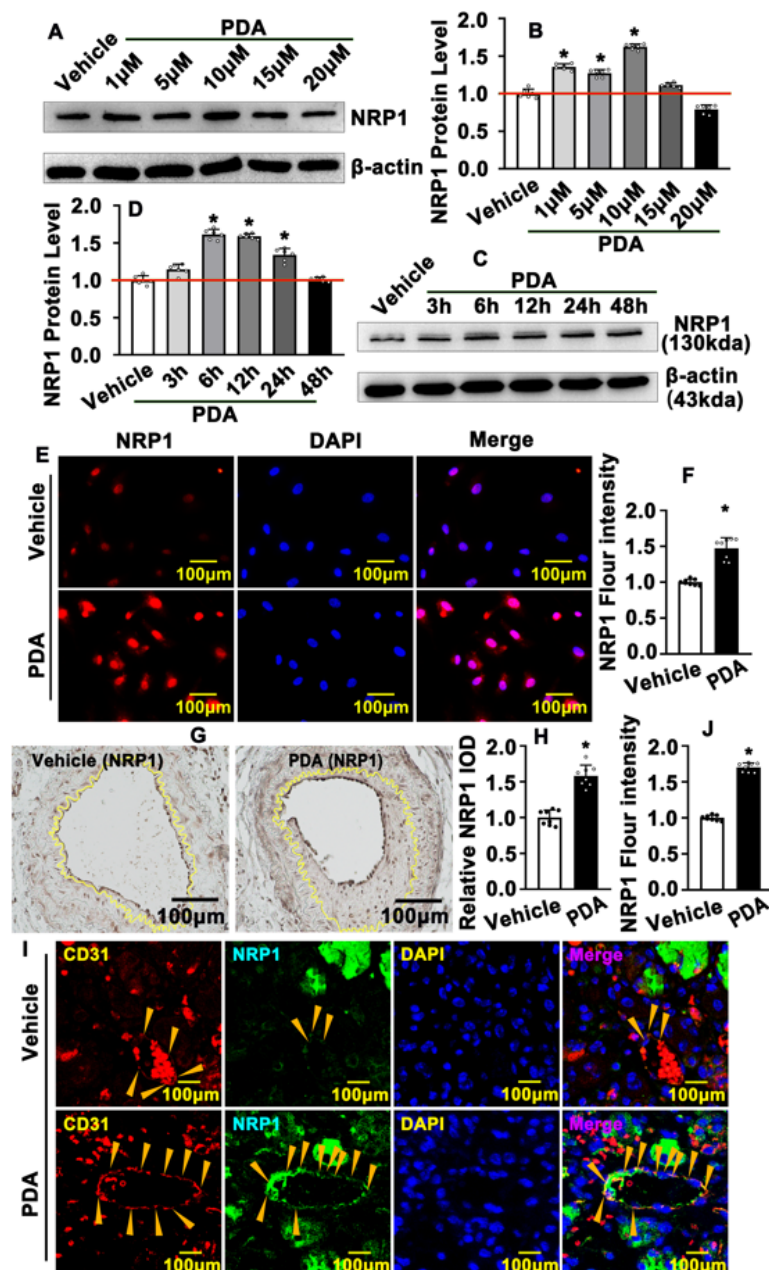 A
PDA
Vehicle
1μM
5μM
10μM
15μM
20μM
NRP1
β-actin
B
NRP1 Protein Level
2.0
*
*
*
1.5
1.0
0.5
0.0
Vehicle
1μM
5μM
10μM
15μM
20μM
PDA
D
NRP1 Protein Level
2.0
*
*
*
1.5
1.0
0.5
0.0
Vehicle
3h
6h
12h
24h
48h
PDA
C
Vehicle
PDA
3h 6h 12h 24h 48h
NRP1
(130kda)
β-actin
(43kda)
E
NRP1 DAPI Merge
Vehicle
100μm 100μm 100μm
PDA
100μm 100μm 100μm
F
NRP1 Flour intensity
2.0
*
1.5
1.0
0.5
0.0
Vehicle
PDA
G
Vehicle (NRP1)
100μm
PDA (NRP1)
100μm
H
Relative NRP1 IOD
2.0
*
1.5
1.0
0.5
0.0
Vehicle
PDA
J
NRP1 Flour intensity
2.0
*
1.5
1.0
0.5
0.0
Vehicle
PDA
I
Vehicle
CD31 NRP1 DAPI Merge
100μm 100μm 100μm 100μm
PDA
CD31 NRP1 DAPI Merge
100μm 100μm 100μm 100μm